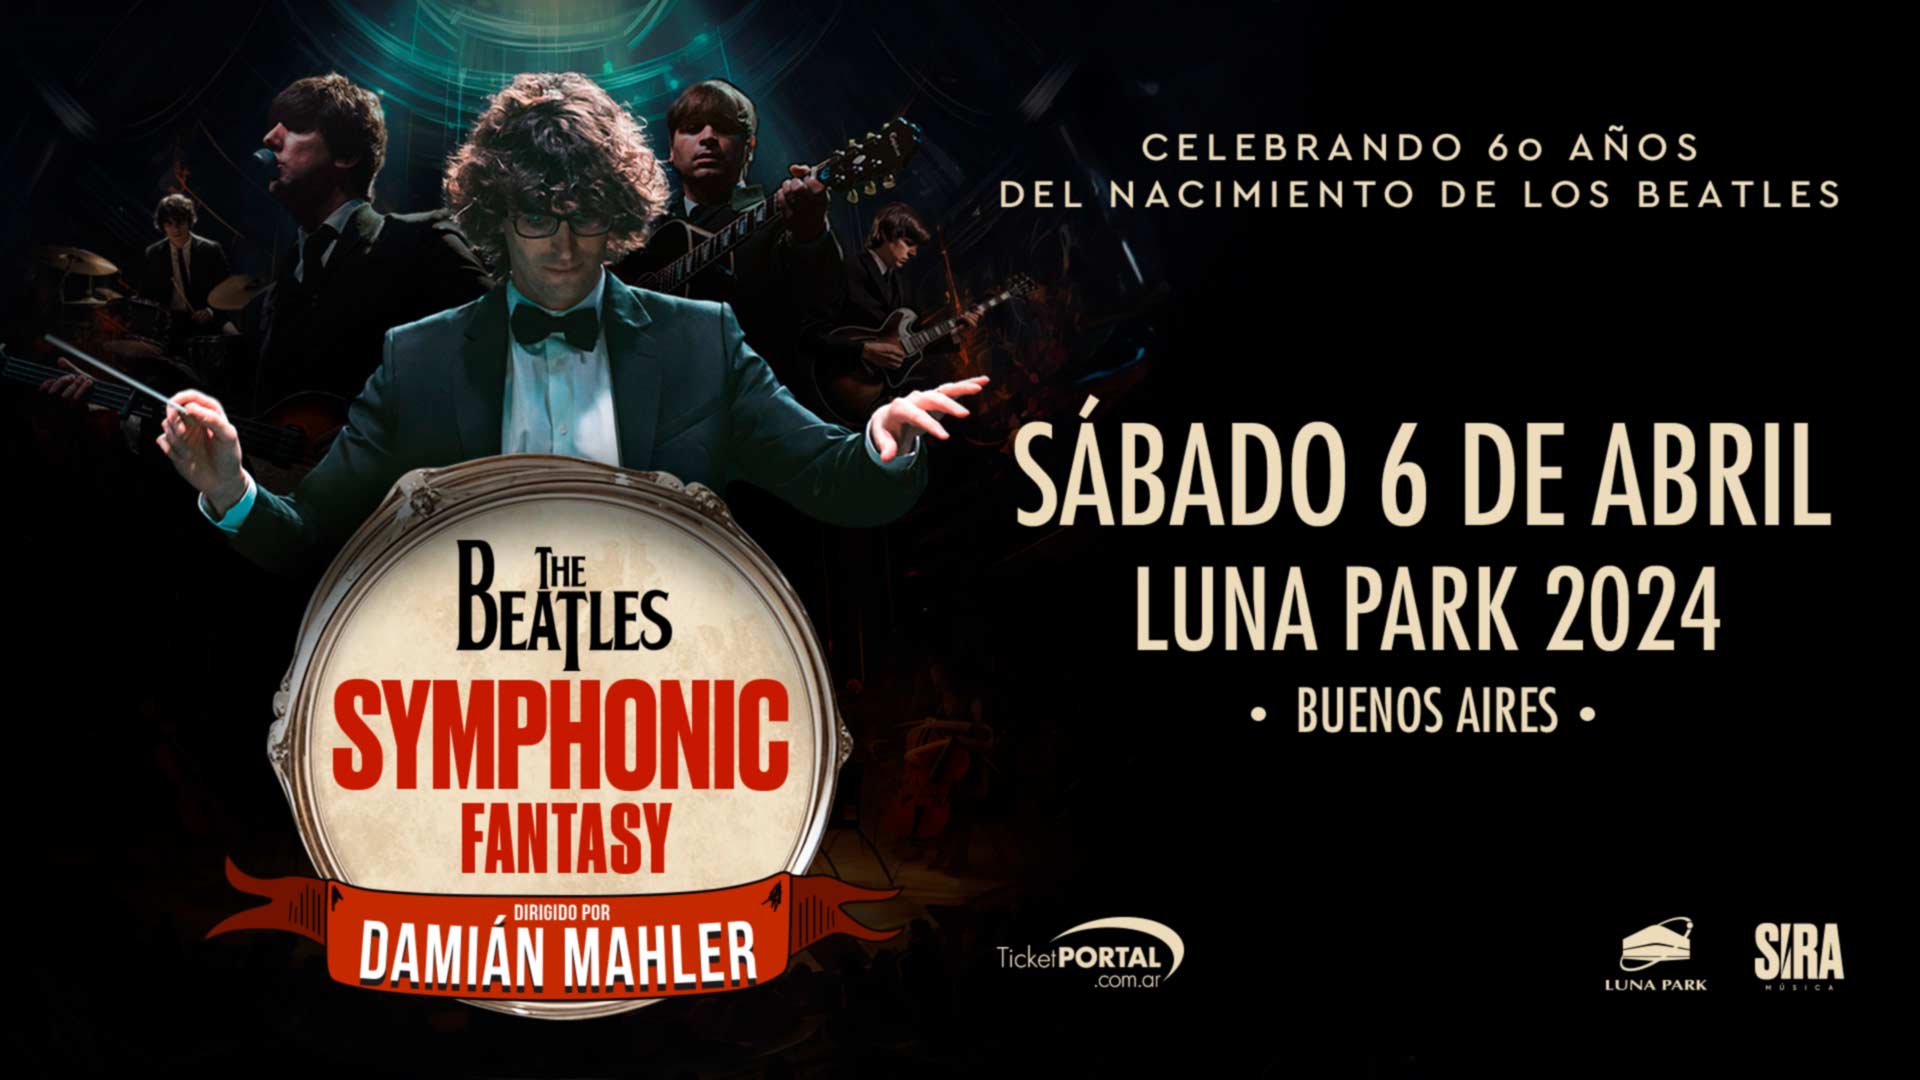 CELEBRANDO 60 AÑOS
DEL NACIMIENTO DE LOS BEATLES
SÁBADO 6 DE ABRIL
LUNA PARK 2024
• BUENOS AIRES •
THE
BEATLES
SYMPHONIC
FANTASY
DIRIGIDO POR
DAMIÁN MAHLER
TicketPORTAL
.com.ar
LUNA PARK
SIRA
MÚSICA